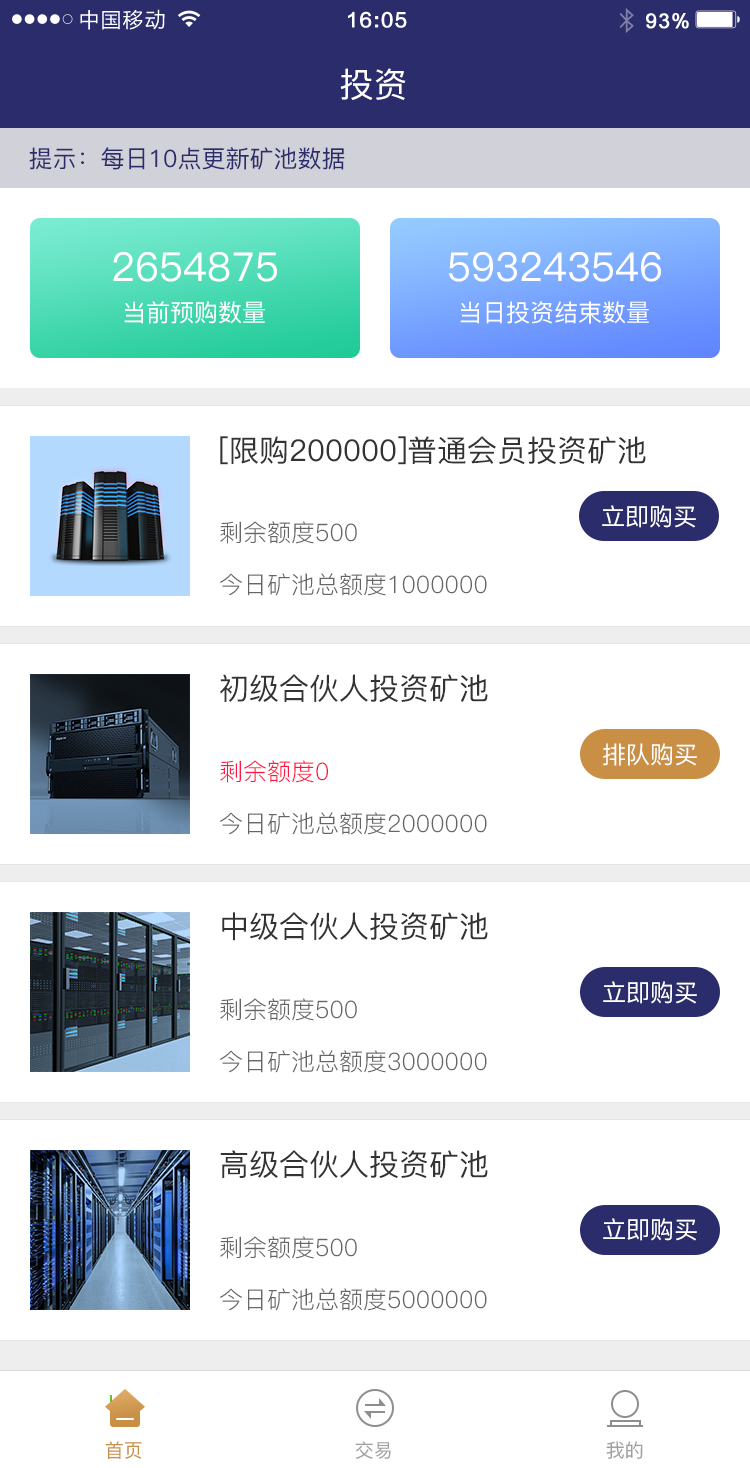 中国移动 16:05 93%
投资
提示：每日10点更新矿池数据
2654875
当前预购数量
593243546
当日投资结束数量
[限购200000]普通会员投资矿池
立即购买
剩余额度500
今日矿池总额度1000000
初级合伙人投资矿池
排队购买
剩余额度0
今日矿池总额度2000000
中级合伙人投资矿池
立即购买
剩余额度500
今日矿池总额度3000000
高级合伙人投资矿池
立即购买
剩余额度500
今日矿池总额度5000000
首页 交易 我的